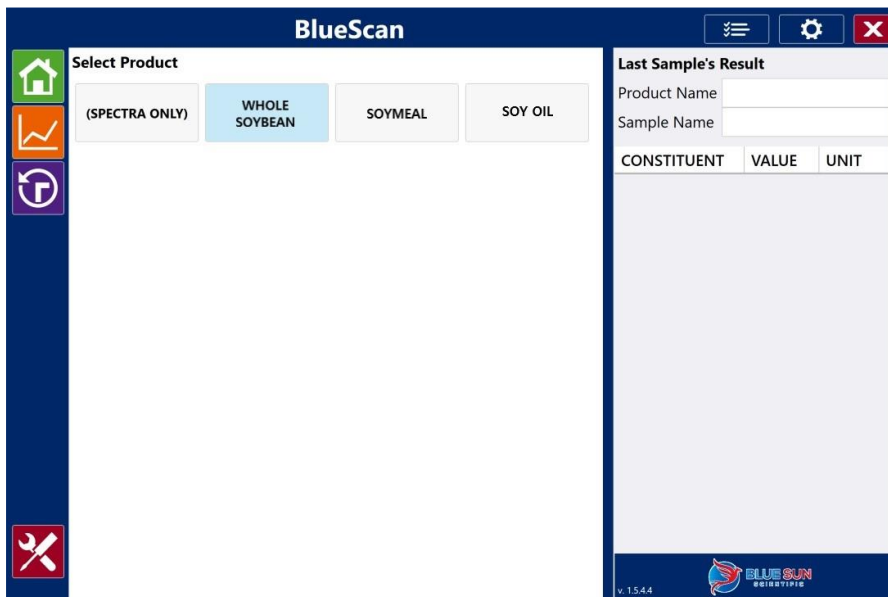 BlueScan
Select Product
(SPECTRA ONLY)
WHOLE
SOYBEAN
SOYMEAL
SOY OIL
Last Sample's Result
Product Name
Sample Name
CONSTITUENT VALUE UNIT
v. 1.5.4.4
BLUE SUN
SCIENTIFIC